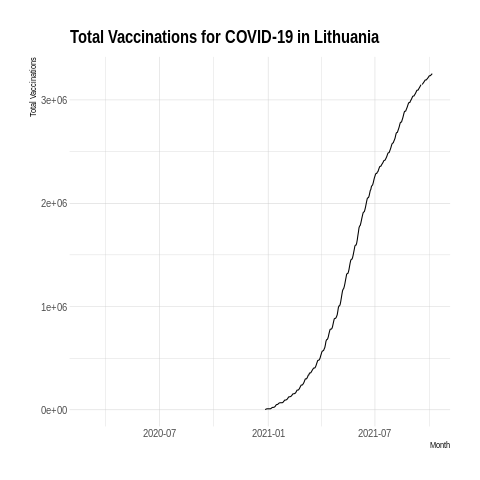 Total Vaccinations for COVID-19 in Lithuania
Total Vaccinations
3e+06
2e+06
1e+06
0e+00
2020-07
2021-01
2021-07
Month